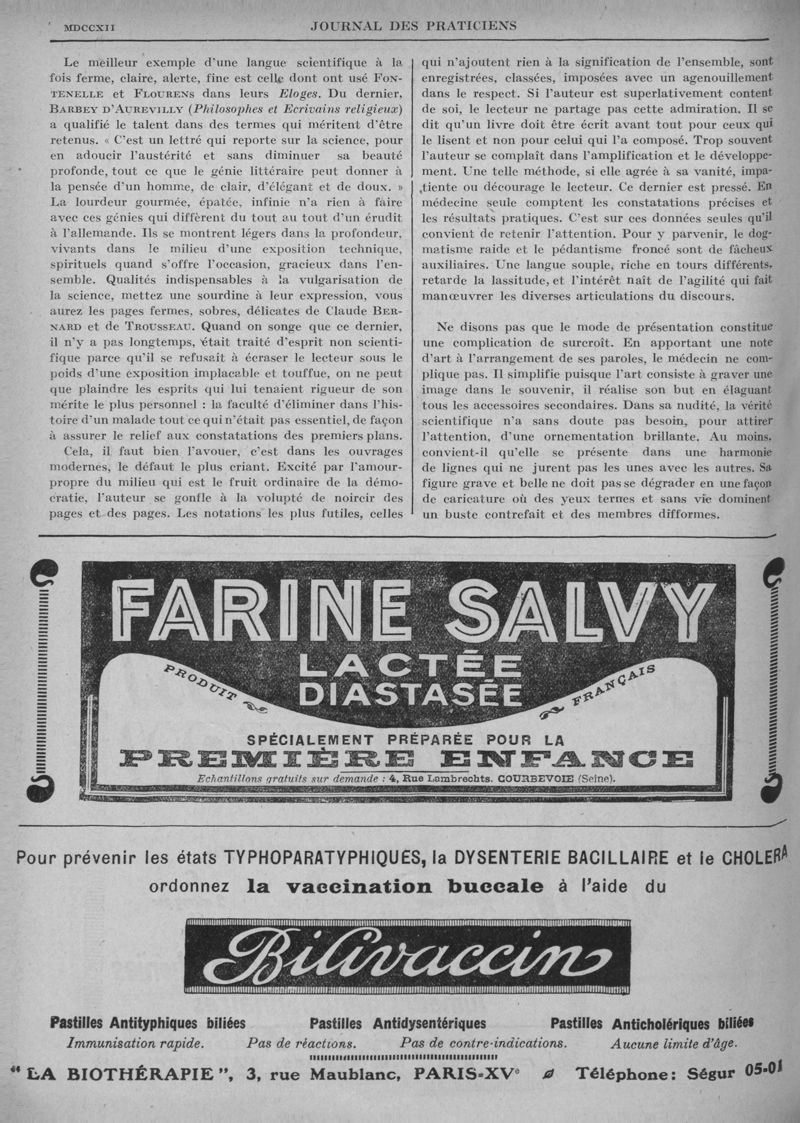 MDCCXII
JOURNAL DES PRATICIENS
Le meilleur exemple d'une langue scientifique à la
fois ferme, claire, alerte, fine est celle dont ont usé FON-
TENELLE et FLOURENS dans leurs Eloges. Du dernier,
BARBEY D'AUREVILLY (Philosophes et Ecrivains religieux)
a qualifié le talent dans des termes qui méritent d'être
retenus. « C'est un lettré qui reporte sur la science, pour
en adoucir l'austérité et sans diminuer sa beauté
profonde, tout ce que le génie littéraire peut donner à
la pensée d'un homme, de clair, d'élégant et de doux. »
La lourdeur gourmée, épatée, infinie n'a rien à faire
avec ces génies qui diffèrent du tout au tout d'un érudit
à l'allemande. Ils se montrent légers dans la profondeur,
vivants dans le milieu d'une exposition technique,
spirituels quand s'offre l'occasion, gracieux dans l'en-
semble. Qualités indispensables à la vulgarisation de
la science, mettez une sourdine à leur expression, vous
aurez les pages fermes, sobres, délicates de Claude BER-
NARD et de TROUSSEAU. Quand on songe que ce dernier,
il n'y a pas longtemps, était traité d'esprit non scienti-
fique parce qu'il se refusait à écraser le lecteur sous le
poids d'une exposition implacable et touffue, on ne peut
que plaindre les esprits qui lui tenaient rigueur de son
mérite le plus personnel : la faculté d'éliminer dans l'his-
toire d'un malade tout ce qui n'était pas essentiel, de façon
à assurer le relief aux constatations des premiers plans.
Cela, il faut bien l'avouer, c'est dans les ouvrages
modernes, le défaut le plus criant. Excité par l'amour-
propre du milieu qui est le fruit ordinaire de la démo-
cratie, l'auteur se gonfle à la volupté de noircir des
pages et des pages. Les notations les plus futiles, celles
qui n'ajoutent rien à la signification de l'ensemble, sont
enregistrées, classées, imposées avec un agenouillement
dans le respect. Si l'auteur est superlativement content
de soi, le lecteur ne partage pas cette admiration. Il se
dit qu'un livre doit être écrit avant tout pour ceux qui
le lisent et non pour celui qui l'a composé. Trop souvent
l'auteur se complaît dans l'amplification et le développe-
ment. Une telle méthode, si elle agrée à sa vanité, impa-
tiente ou décourage le lecteur. Ce dernier est pressé. En
médecine seule comptent les constatations précises et
les résultats pratiques. C'est sur ces données seules qu'il
convient de retenir l'attention. Pour y parvenir, le dog-
matisme raide et le pédantisme froncé sont de fâcheux
auxiliaires. Une langue souple, riche en tours différents,
retarde la lassitude, et l'intérêt naît de l'agilité qui fait
manœuvrer les diverses articulations du discours.
Ne disons pas que le mode de présentation constitue
une complication de surcroît. En apportant une note
d'art à l'arrangement de ses paroles, le médecin ne com-
plique pas. Il simplifie puisque l'art consiste à graver une
image dans le souvenir, il réalise son but en élaguant
tous les accessoires secondaires. Dans sa nudité, la vérité
scientifique n'a sans doute pas besoin, pour attirer
l'attention, d'une ornementation brillante. Au moins,
convient-il qu'elle se présente dans une harmonie
de lignes qui ne jurent pas les unes avec les autres. Sa
figure grave et belle ne doit pas se dégrader en une façon
de caricature où des yeux ternes et sans vie dominent
un buste contrefait et des membres difformes.
FARINE SALVY
LACTÉE
DIASTASÉE
PRODUIT FRANÇAIS
SPÉCIALEMENT PRÉPARÉE POUR LA
PREMIÈRE ENFANCE
Echantillons gratuits sur demande : 4, Rue Lambrechts. COURBEVOIE (Seine).
Pour prévenir les états TYPHOPARATYPHIQUES, la DYSENTERIE BACILLAIRE et le CHOLERA
ordonnez la vaccination buccale à l'aide du
Bilivaccin
Pastilles Antityphiques biliées Pastilles Antidysentériques Pastilles Anticholériques biliées
Immunisation rapide. Pas de réactions. Pas de contre-indications. Aucune limite d'âge.
"LA BIOTHÉRAPIE", 3, rue Maublanc, PARIS-XVe Téléphone: Ségur 05-01